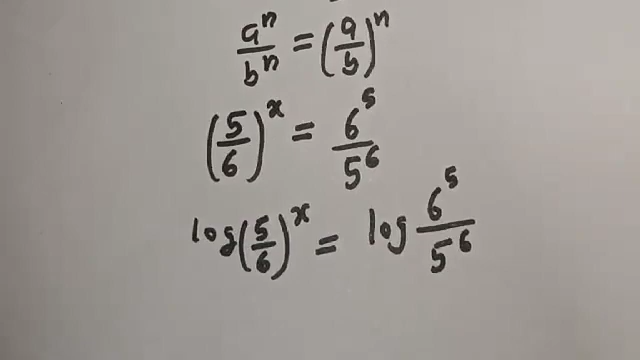 a^n/b^n = (a/b)^n
(5/6)^x = 6^5/5^6
log(5/6)^x = log 6^5/5^6